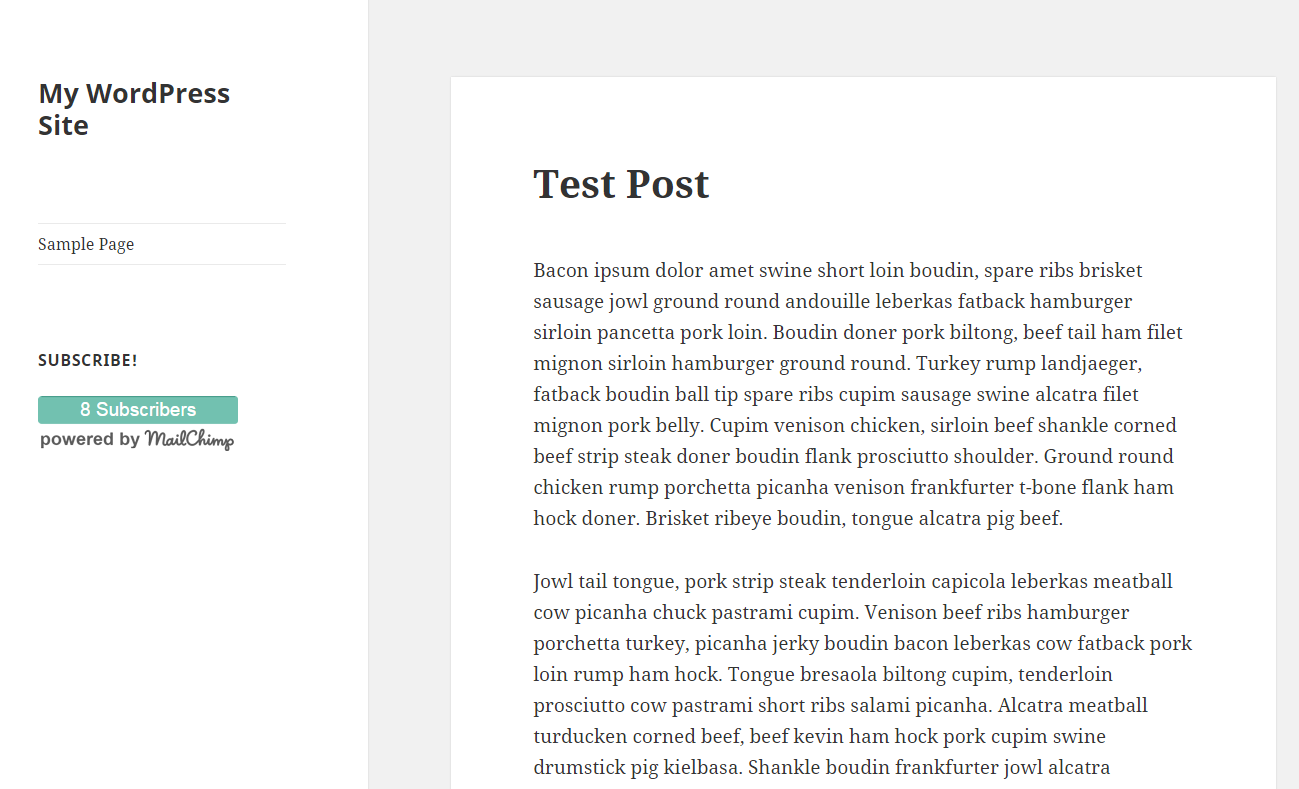 My WordPress
Site
Sample Page
SUBSCRIBE!
8 Subscribers
powered by MailChimp
Test Post
Bacon ipsum dolor amet swine short loin boudin, spare ribs brisket
sausage jowl ground round andouille leberkas fatback hamburger
sirloin pancetta pork loin. Boudin doner pork biltong, beef tail ham filet
mignon sirloin hamburger ground round. Turkey rump landjaeger,
fatback boudin ball tip spare ribs cupim sausage swine alcatra filet
mignon pork belly. Cupim venison chicken, sirloin beef shankle corned
beef strip steak doner boudin flank prosciutto shoulder. Ground round
chicken rump porchetta picanha venison frankfurter t-bone flank ham
hock doner. Brisket ribeye boudin, tongue alcatra pig beef.
Jowl tail tongue, pork strip steak tenderloin capicola leberkas meatball
cow picanha chuck pastrami cupim. Venison beef ribs hamburger
porchetta turkey, picanha jerky boudin bacon leberkas cow fatback pork
loin rump ham hock. Tongue bresaola biltong cupim, tenderloin
prosciutto cow pastrami short ribs salami picanha. Alcatra meatball
turducken corned beef, beef kevin ham hock pork cupim swine
drumstick pig kielbasa. Shankle boudin frankfurter jowl alcatra